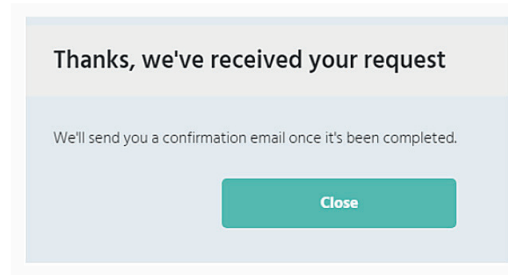 Thanks, we've received your request
We'll send you a confirmation email once it's been completed.
Close